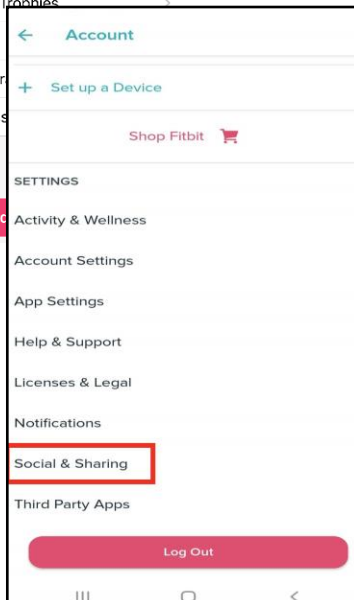 Trophies
Account
+ Set up a Device
Shop Fitbit
SETTINGS
Activity & Wellness
Account Settings
App Settings
Help & Support
Licenses & Legal
Notifications
Social & Sharing
Third Party Apps
Log Out